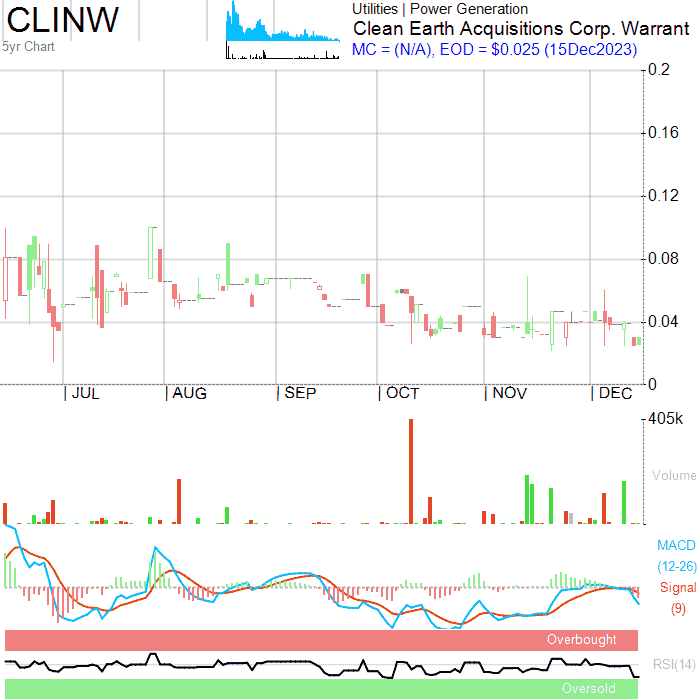 CLINW
5yr Chart
Utilities | Power Generation
Clean Earth Acquisitions Corp. Warrant
MC = (N/A), EOD = $0.025 (15Dec2023)
0.2
0.16
0.12
0.08
0.04
0
JUL AUG SEP OCT NOV DEC
405k
Volume
MACD
(12-26)
Signal
(9)
Overbought
RSI(14)
Oversold